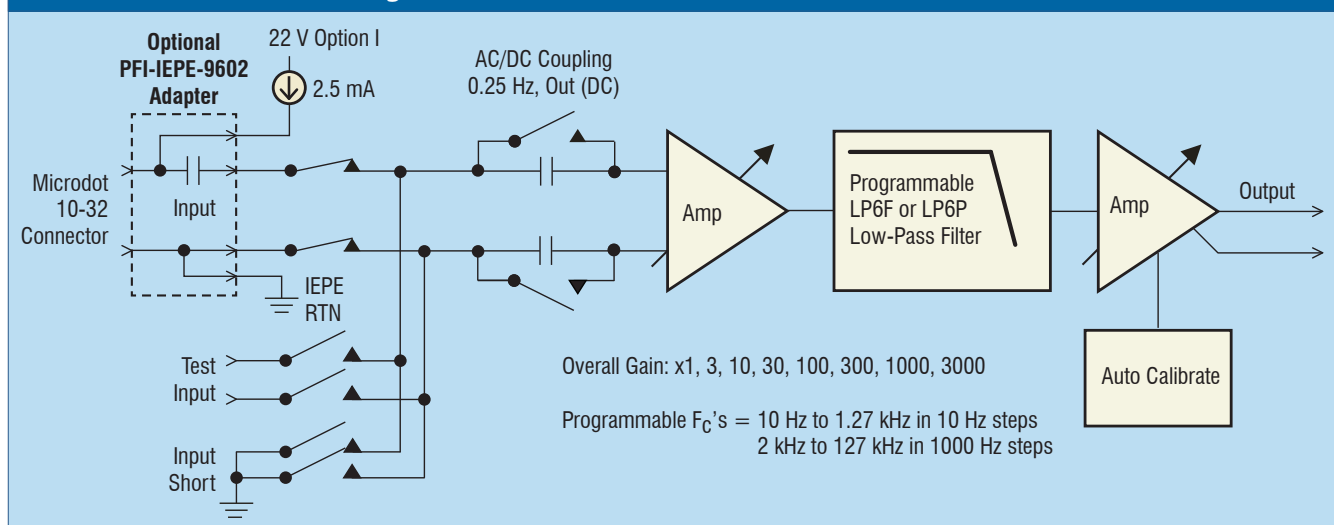 Optional
PFI-IEPE-9602
Adapter
22 V Option I
2.5 mA
AC/DC Coupling
0.25 Hz, Out (DC)
Microdot
10-32
Connector
Input
IEPE
RTN
Amp
Programmable
LP6F or LP6P
Low-Pass Filter
Amp
Output
Auto Calibrate
Test
Input
Input
Short
Overall Gain: x1, 3, 10, 30, 100, 300, 1000, 3000
Programmable FC's = 10 Hz to 1.27 kHz in 10 Hz steps
2 kHz to 127 kHz in 1000 Hz steps